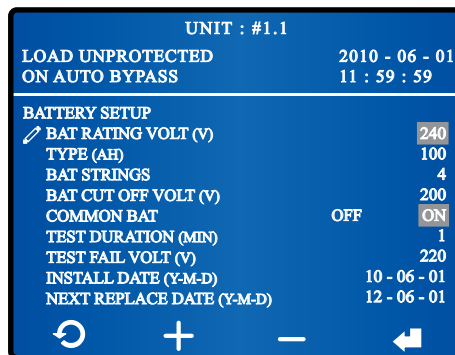 UNIT : #1.1
LOAD UNPROTECTED 2010 - 06 - 01
ON AUTO BYPASS 11 : 59 : 59
BATTERY SETUP
BAT RATING VOLT (V) 240
TYPE (AH) 100
BAT STRINGS 4
BAT CUT OFF VOLT (V) 200
COMMON BAT OFF ON
TEST DURATION (MIN) 1
TEST FAIL VOLT (V) 220
INSTALL DATE (Y-M-D) 10 - 06 - 01
NEXT REPLACE DATE (Y-M-D) 12 - 06 - 01